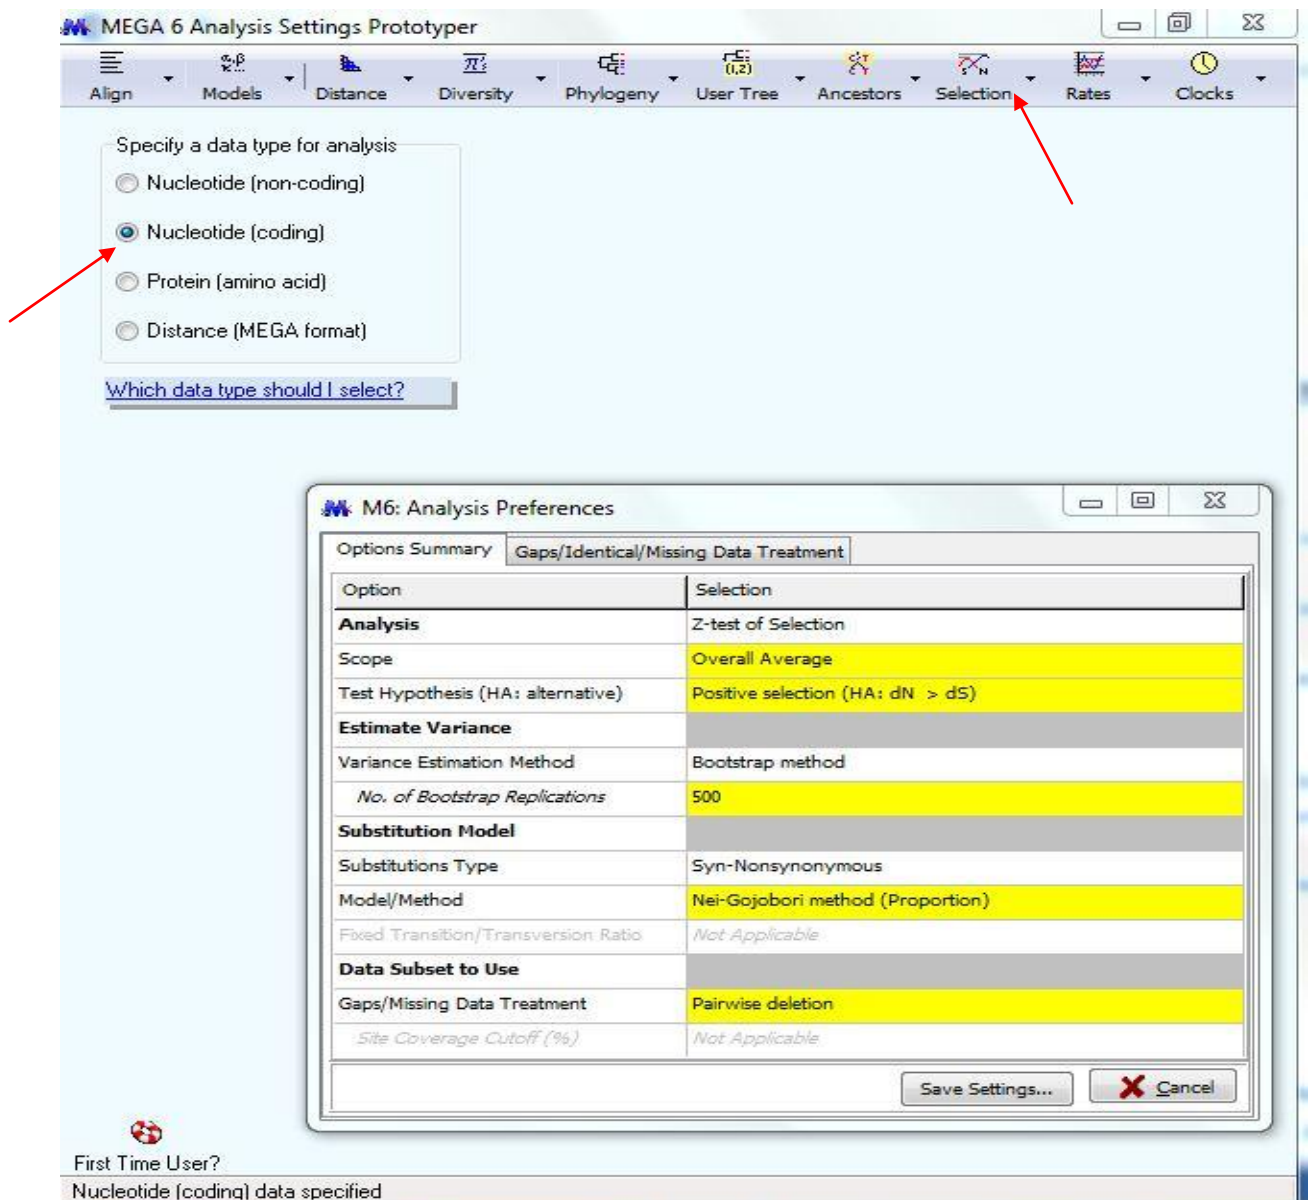 MEGA 6 Analysis Settings Prototyper
Align Models Distance Diversity Phylogeny User Tree Ancestors Selection Rates Clocks
Specify a data type for analysis
Nucleotide (non-coding)
Nucleotide (coding)
Protein (amino acid)
Distance (MEGA format)
Which data type should I select?
M6: Analysis Preferences
Options Summary Gaps/Identical/Missing Data Treatment
Option Selection
Analysis Z-test of Selection
Scope Overall Average
Test Hypothesis (HA: alternative) Positive selection (HA: dN > dS)
Estimate Variance
Variance Estimation Method Bootstrap method
No. of Bootstrap Replications 500
Substitution Model
Substitutions Type Syn-Nonsynonymous
Model/Method Nei-Gojobori method (Proportion)
Fixed Transition/Transversion Ratio Not Applicable
Data Subset to Use
Gaps/Missing Data Treatment Pairwise deletion
Site Coverage Cutoff (%) Not Applicable
Save Settings... Cancel
First Time User?
Nucleotide (coding) data specified